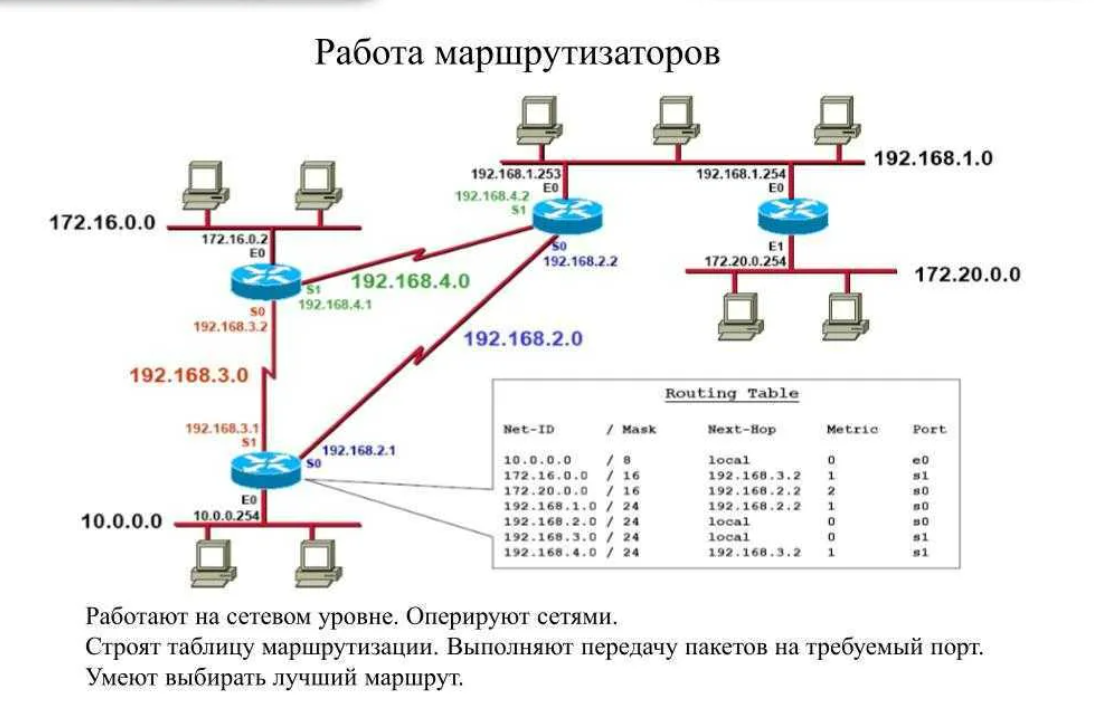 Работа маршрутизаторов
192.168.1.0
192.168.1.253
E0
192.168.1.254
E0
192.168.4.2
S1
172.16.0.0
172.16.0.2
E0
S0
192.168.2.2
E1
172.20.0.254
172.20.0.0
S1
192.168.4.1
192.168.4.0
S0
192.168.3.2
192.168.2.0
192.168.3.0
192.168.3.1
S1
192.168.2.1
S0
E0
10.0.0.254
10.0.0.0
Routing Table
Net-ID / Mask Next-Hop Metric Port
10.0.0.0 / 8 local 0 e0
172.16.0.0 / 16 192.168.3.2 1 s1
172.20.0.0 / 16 192.168.2.2 2 s0
192.168.1.0 / 24 192.168.2.2 1 s0
192.168.2.0 / 24 local 0 s0
192.168.3.0 / 24 local 0 s1
192.168.4.0 / 24 192.168.3.2 1 s1
Работают на сетевом уровне. Оперируют сетями.
Строят таблицу маршрутизации. Выполняют передачу пакетов на требуемый порт.
Умеют выбирать лучший маршрут.